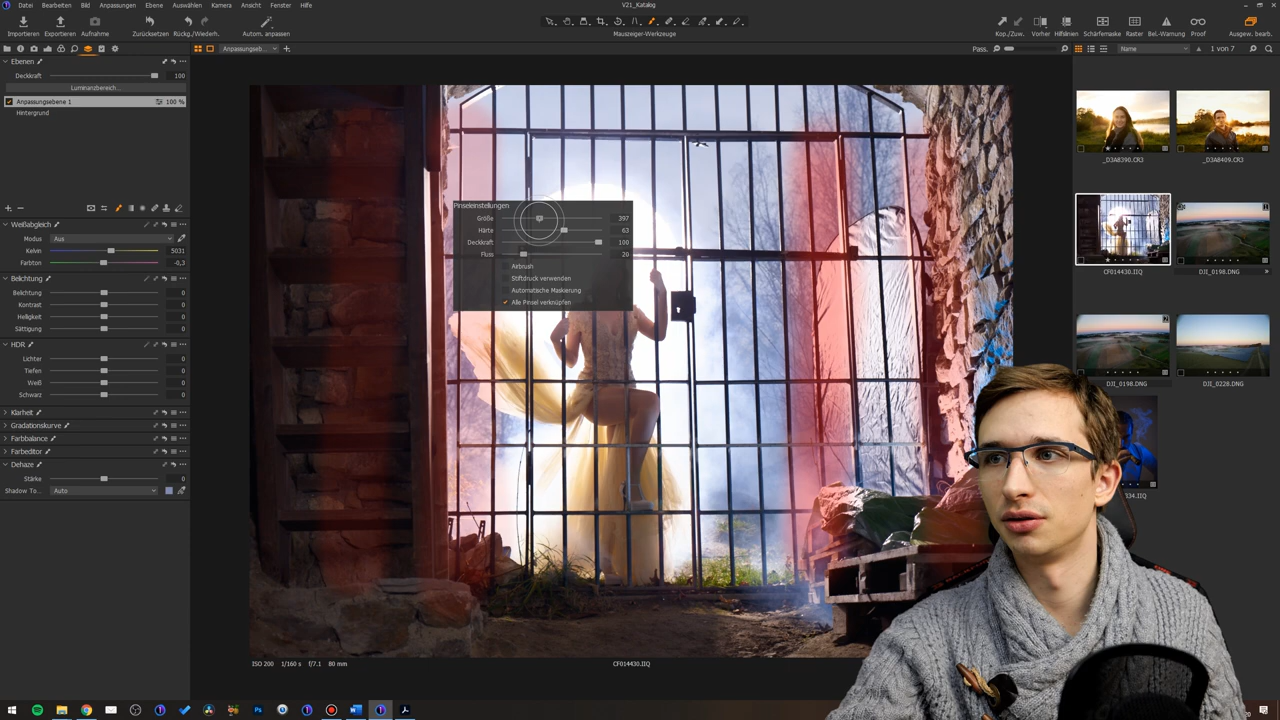 Datei Bearbeiten Bild Anpassungen Ebene Auswählen Kamera Ansicht Fenster Hilfe
V21_Katalog
Importieren Exportieren Aufnahme Zurücksetzen Rückg./Wiederh. Autom. anpassen
Mauszeiger-Werkzeuge
Kop./Zuw. Vorher Hilfslinien Schärfemaske Raster Bel.-Warnung Proof Ausgew. bearb.
Anpassungseb...
Pass.
Name
1 von 7
Ebenen
Deckkraft 100
Luminanzbereich...
Anpassungsebene 1 100 %
Hintergrund
Weißabgleich
Modus Aus
Kelvin 5031
Farbton -0,3
Belichtung
Belichtung 0
Kontrast 0
Helligkeit 0
Sättigung 0
HDR
Lichter 0
Tiefen 0
Weiß 0
Schwarz 0
Klarheit
Gradationskurve
Farbbalance
Farbeditor
Dehaze
Stärke 0
Shadow To... Auto
Pinseleinstellungen
Größe 397
Härte 63
Deckkraft 100
Fluss 20
Airbrush
Stiftdruck verwenden
Automatische Maskierung
Alle Pinsel verknüpfen
ISO 200 1/160 s f/7.1 80 mm
CF014430.IIQ
_D3A8390.CR3
_D3A8409.CR3
CF014430.IIQ
DJI_0198.DNG
DJI_0198.DNG
DJI_0228.DNG